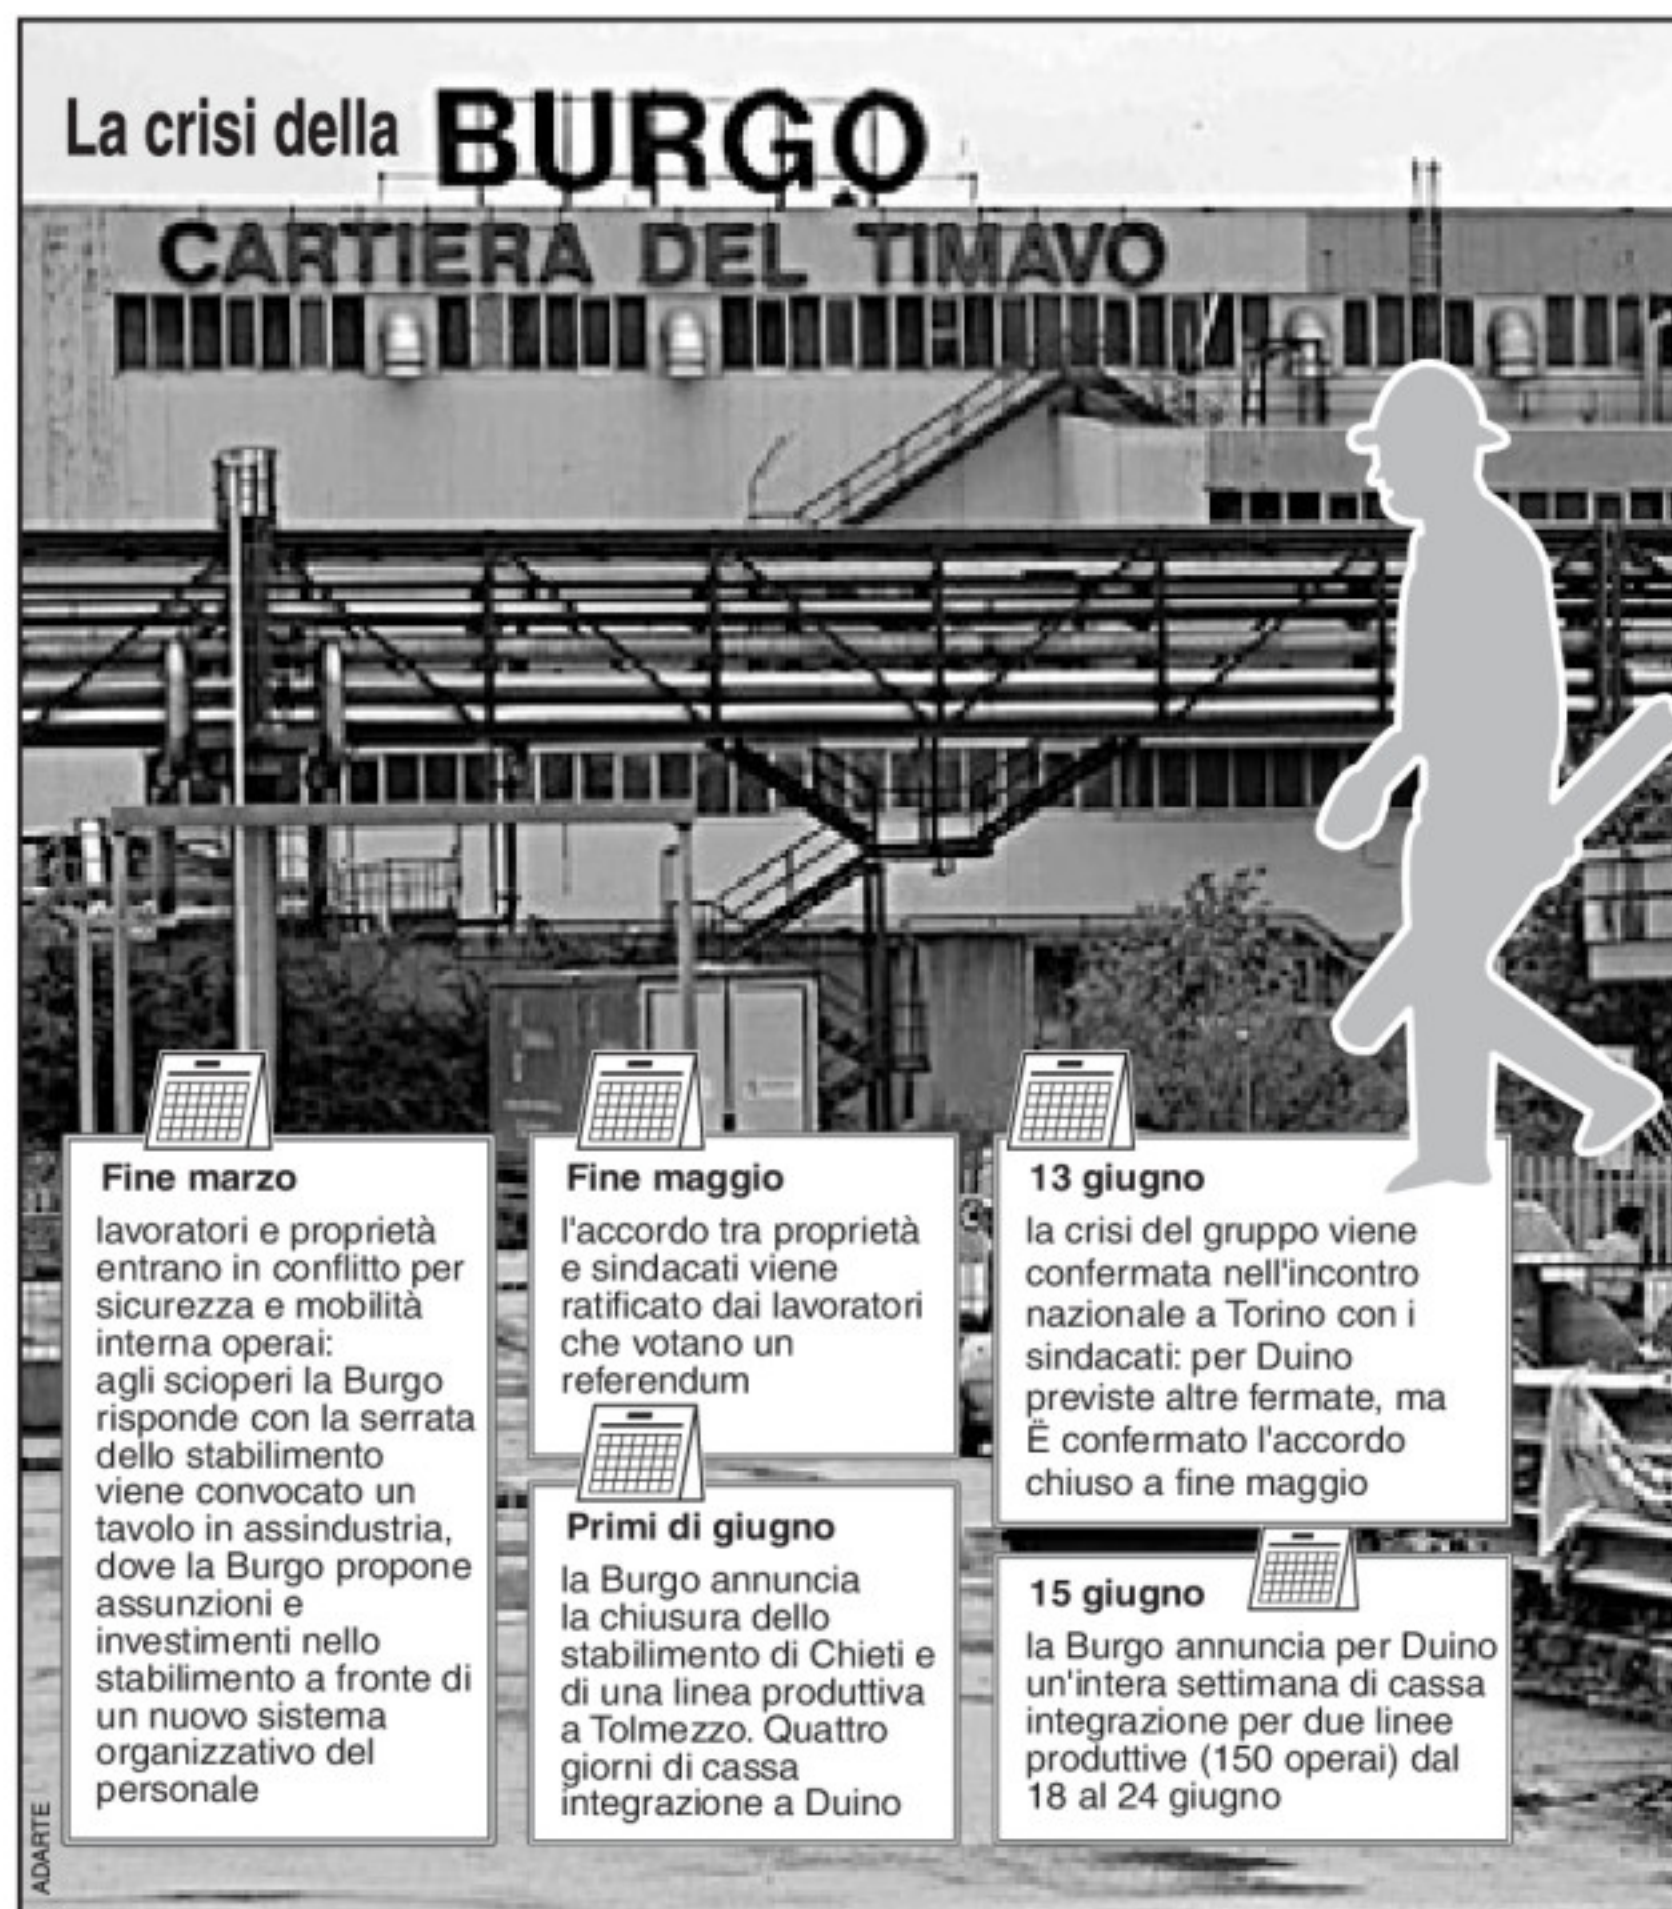 La crisi della BURGO
CARTIERA DEL TIMAVO
Fine marzo
lavoratori e proprietà
entrano in conflitto per
sicurezza e mobilità
interna operai:
agli scioperi la Burgo
risponde con la serrata
dello stabilimento
viene convocato un
tavolo in assindustria,
dove la Burgo propone
assunzioni e
investimenti nello
stabilimento a fronte di
un nuovo sistema
organizzativo del
personale
Fine maggio
l'accordo tra proprietà
e sindacati viene
ratificato dai lavoratori
che votano un
referendum
Primi di giugno
la Burgo annuncia
la chiusura dello
stabilimento di Chieti e
di una linea produttiva
a Tolmezzo. Quattro
giorni di cassa
integrazione a Duino
13 giugno
la crisi del gruppo viene
confermata nell'incontro
nazionale a Torino con i
sindacati: per Duino
previste altre fermate, ma
Ë confermato l'accordo
chiuso a fine maggio
15 giugno
la Burgo annuncia per Duino
un'intera settimana di cassa
integrazione per due linee
produttive (150 operai) dal
18 al 24 giugno
ADARTE